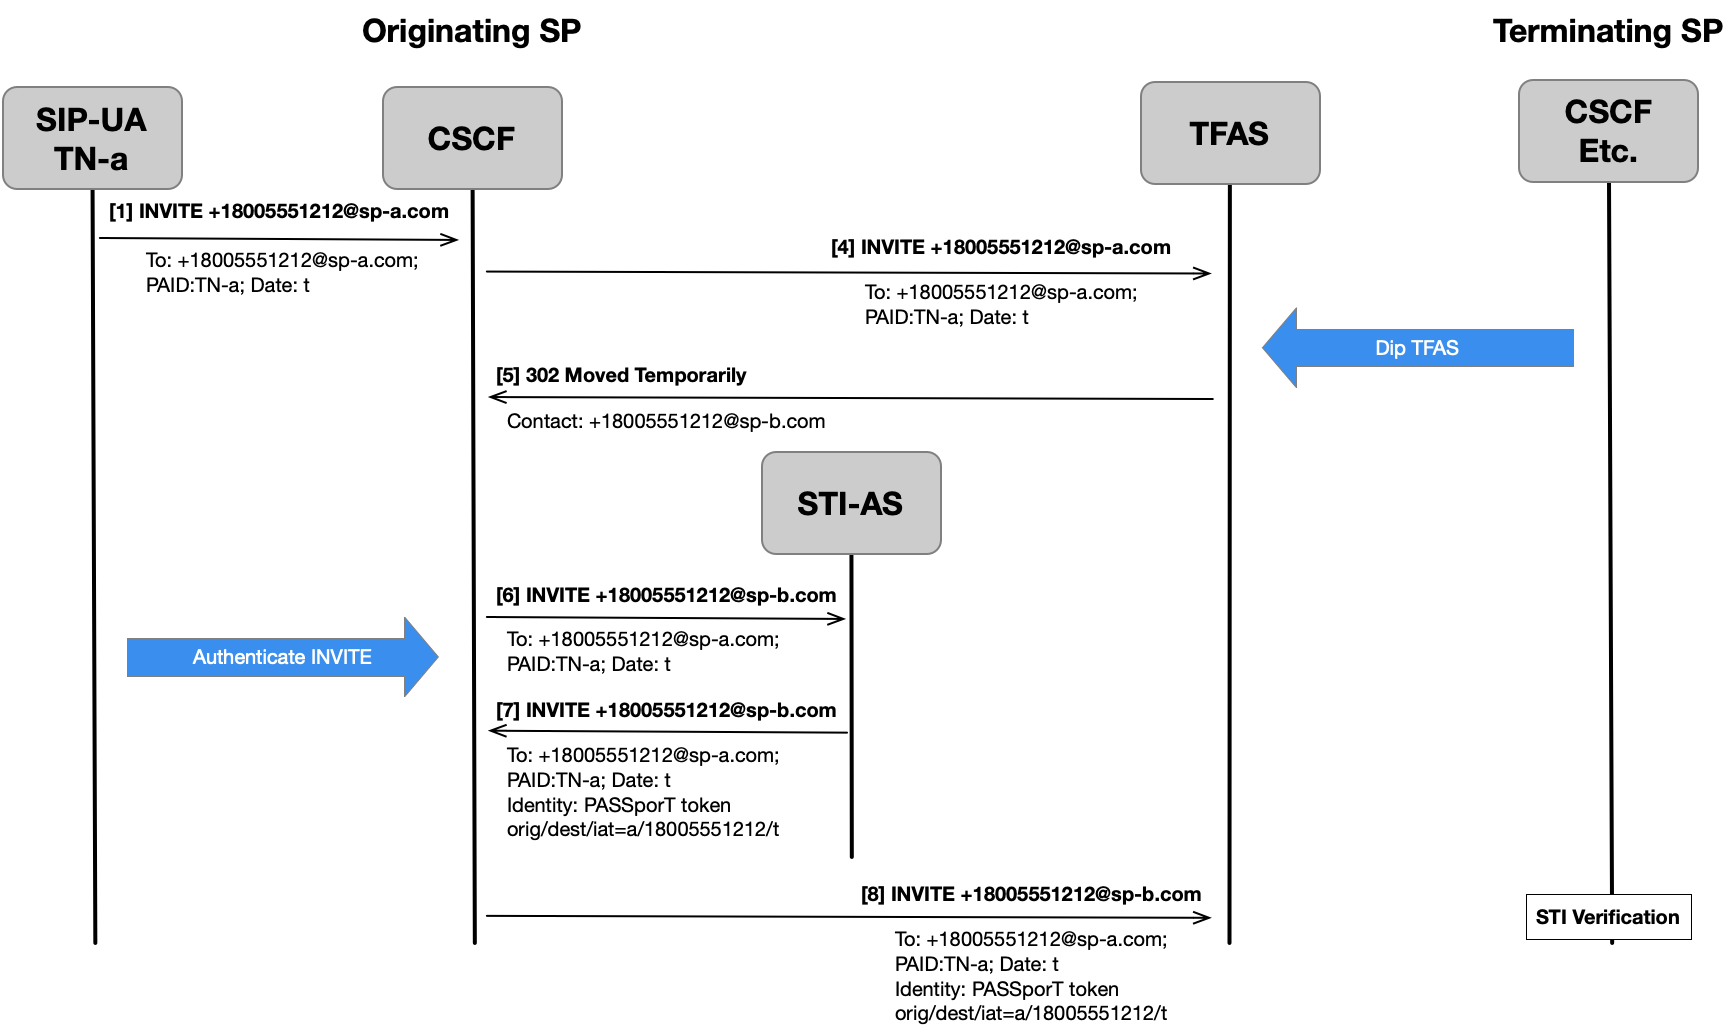 Originating SP
Terminating SP
SIP-UA
TN-a
CSCF
TFAS
CSCF
Etc.
[1] INVITE +18005551212@sp-a.com
To: +18005551212@sp-a.com;
PAID:TN-a; Date: t
[4] INVITE +18005551212@sp-a.com
To: +18005551212@sp-a.com;
PAID:TN-a; Date: t
Dip TFAS
[5] 302 Moved Temporarily
Contact: +18005551212@sp-b.com
STI-AS
[6] INVITE +18005551212@sp-b.com
To: +18005551212@sp-a.com;
PAID:TN-a; Date: t
Authenticate INVITE
[7] INVITE +18005551212@sp-b.com
To: +18005551212@sp-a.com;
PAID:TN-a; Date: t
Identity: PASSporT token
orig/dest/iat=a/18005551212/t
[8] INVITE +18005551212@sp-b.com
To: +18005551212@sp-a.com;
PAID:TN-a; Date: t
Identity: PASSporT token
orig/dest/iat=a/18005551212/t
STI Verification